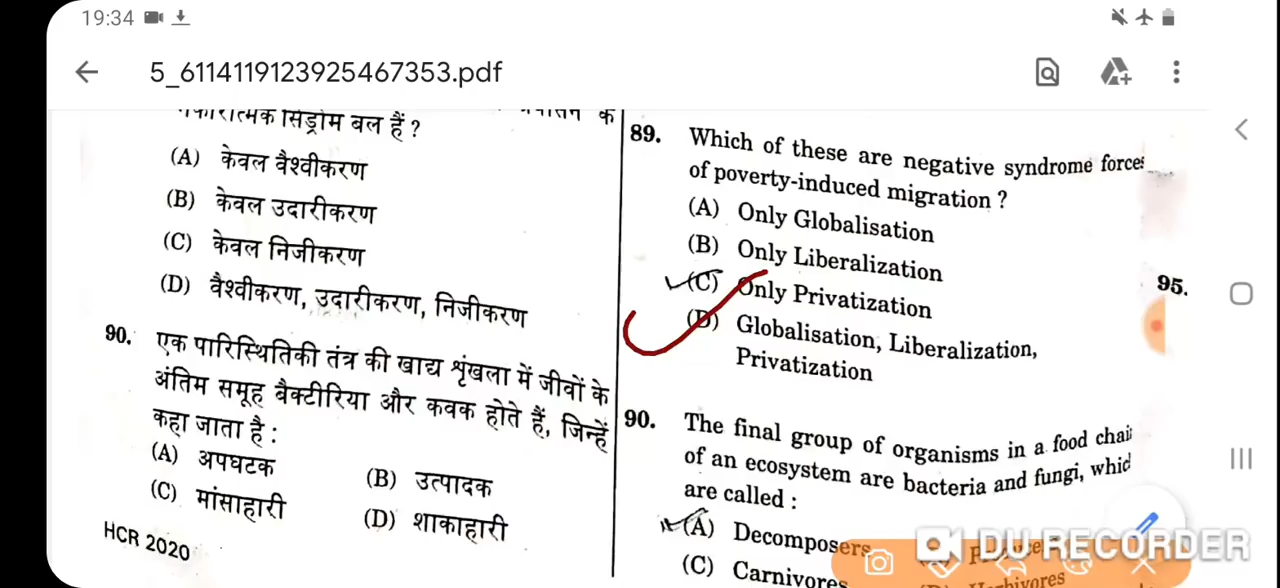 19:34
5_6114119123925467353.pdf
सिंड्रोम बल हैं ?
(A) केवल वैश्वीकरण
(B) केवल उदारीकरण
(C) केवल निजीकरण
(D) वैश्वीकरण, उदारीकरण, निजीकरण
90. एक पारिस्थितिकी तंत्र की खाद्य शृंखला में जीवों के
अंतिम समूह बैक्टीरिया और कवक होते हैं, जिन्हें
कहा जाता है :
(A) अपघटक (B) उत्पादक
(C) मांसाहारी (D) शाकाहारी
HCR 2020
89. Which of these are negative syndrome forces
of poverty-induced migration ?
(A) Only Globalisation
(B) Only Liberalization
(C) Only Privatization
(D) Globalisation, Liberalization,
Privatization
90. The final group of organisms in a food chai
of an ecosystem are bacteria and fungi, whic
are called :
(A) Decomposers
(C) Carnivores
95.
DU RECORDER